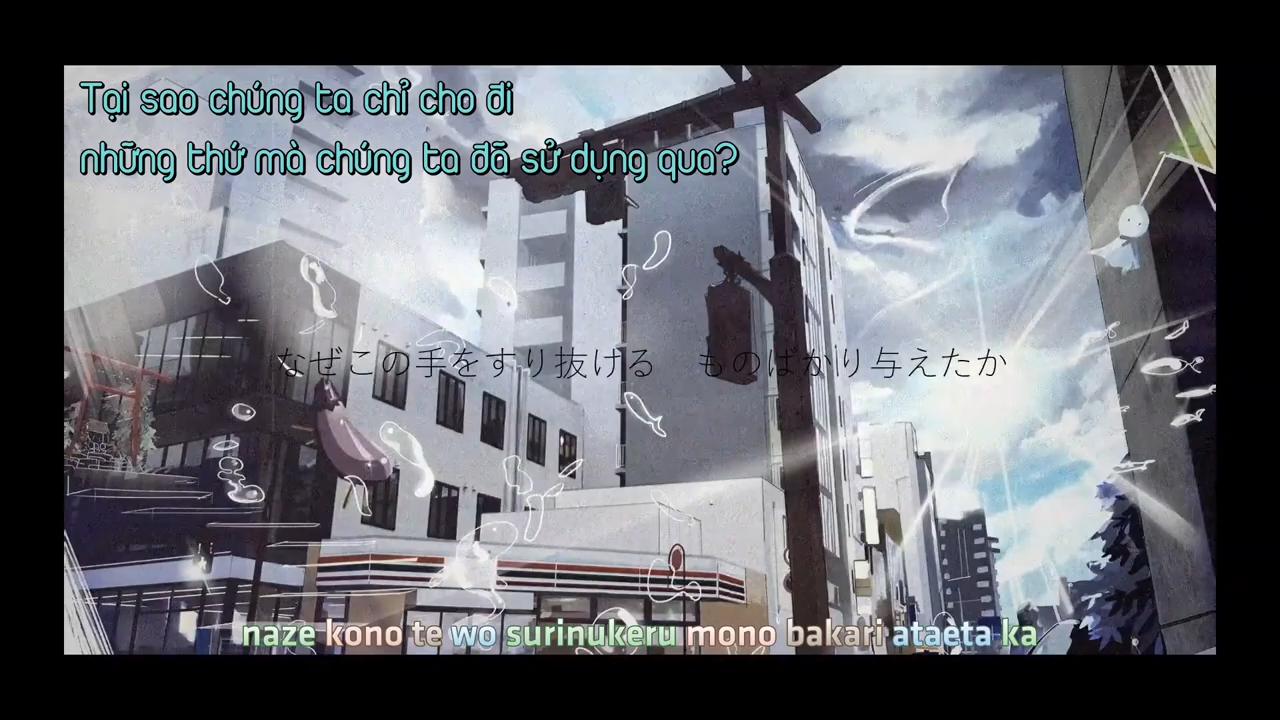 Tại sao chúng ta chỉ cho đi
những thứ mà chúng ta đã sử dụng qua?
なぜこの手をすり抜ける　ものばかり与えたか
naze kono te wo surinukeru mono bakari ataeta ka